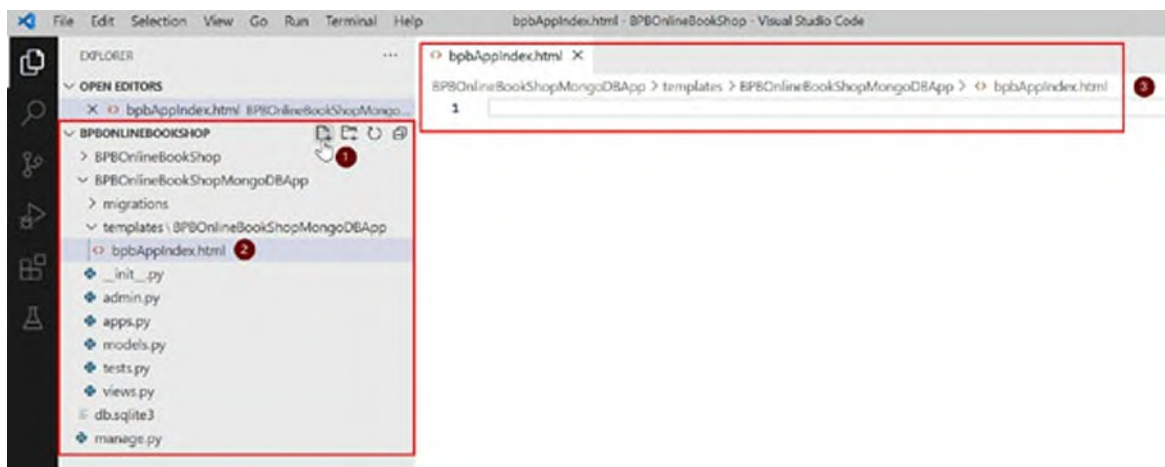 File Edit Selection View Go Run Terminal Help bpbAppIndex.html - BPBOnlineBookShop - Visual Studio Code
EXPLORER ...
OPEN EDITORS
bpbAppIndex.html BPBOnlineBookShopMongo...
BPBONLINEBOOKSHOP
1
BPBOnlineBookShop
BPBOnlineBookShopMongoDBApp
migrations
templates \ BPBOnlineBookShopMongoDBApp
bpbAppIndex.html 2
__init__.py
admin.py
apps.py
models.py
tests.py
views.py
db.sqlite3
manage.py
bpbAppIndex.html
BPBOnlineBookShopMongoDBApp > templates > BPBOnlineBookShopMongoDBApp > bpbAppIndex.html 3
1